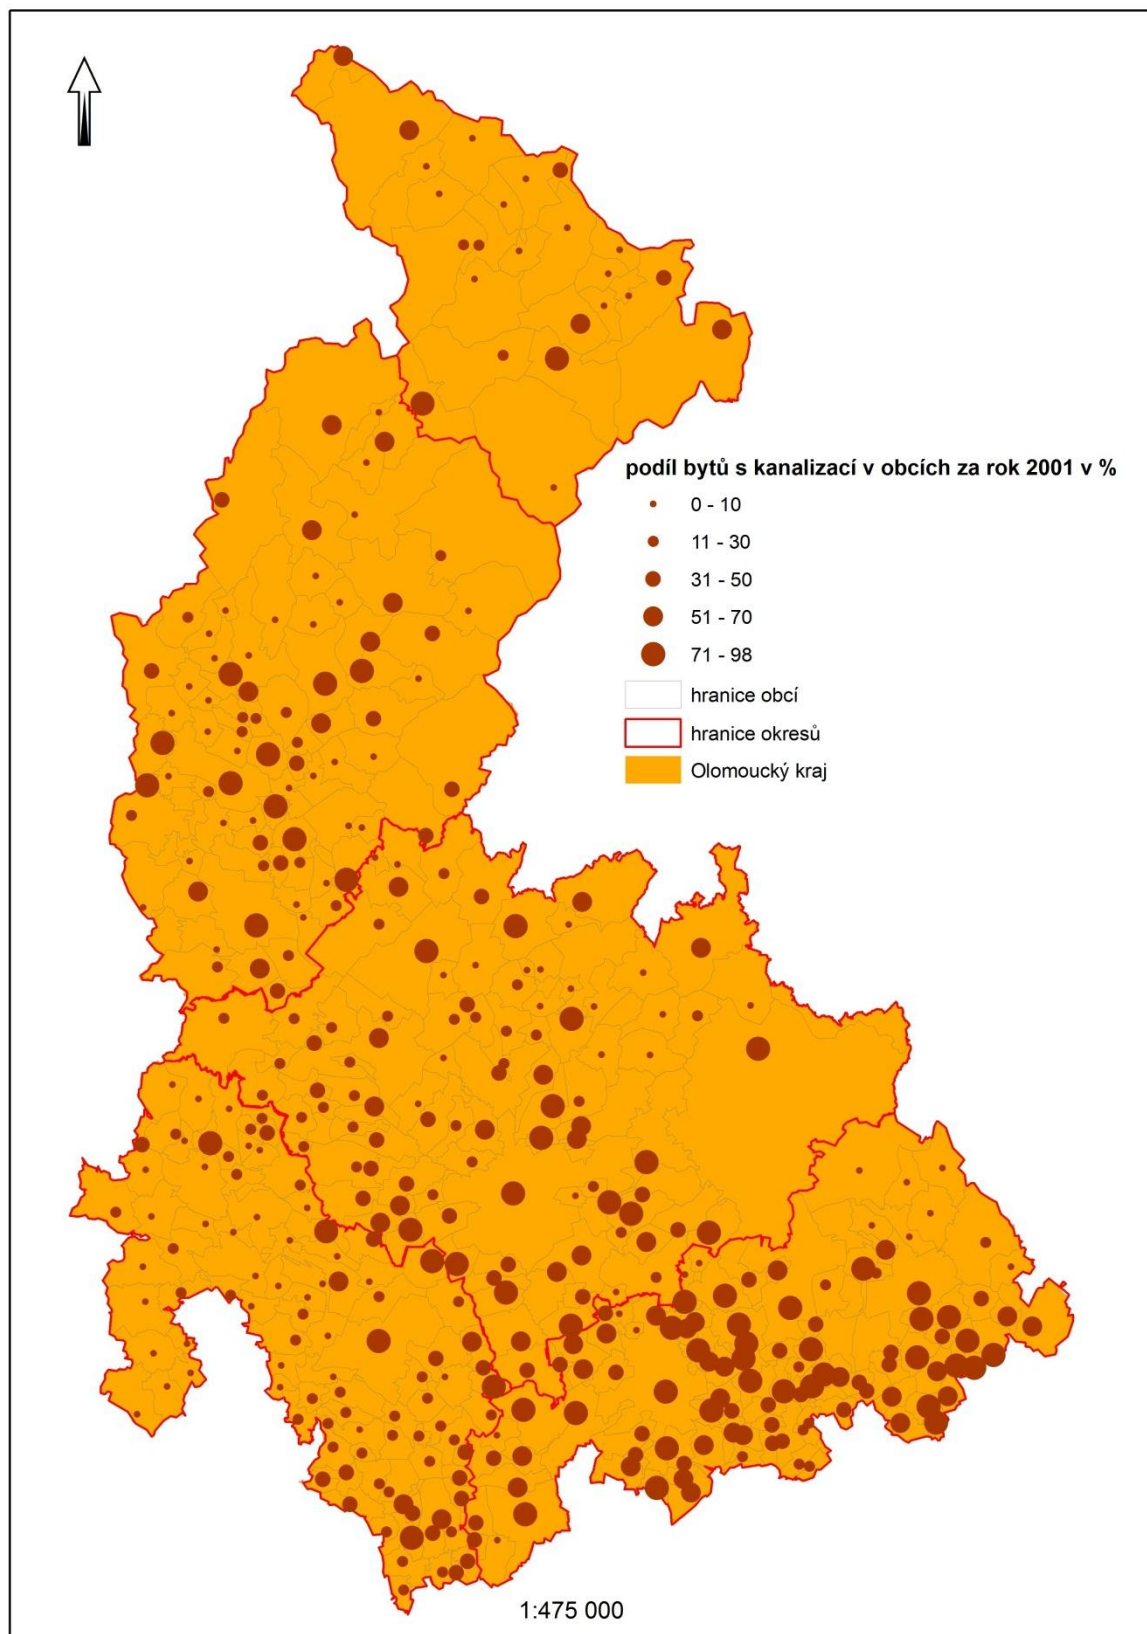 podíl bytů s kanalizací v obcích za rok 2001 v %
0 - 10
11 - 30
31 - 50
51 - 70
71 - 98
hranice obcí
hranice okresů
Olomoucký kraj
1:475 000